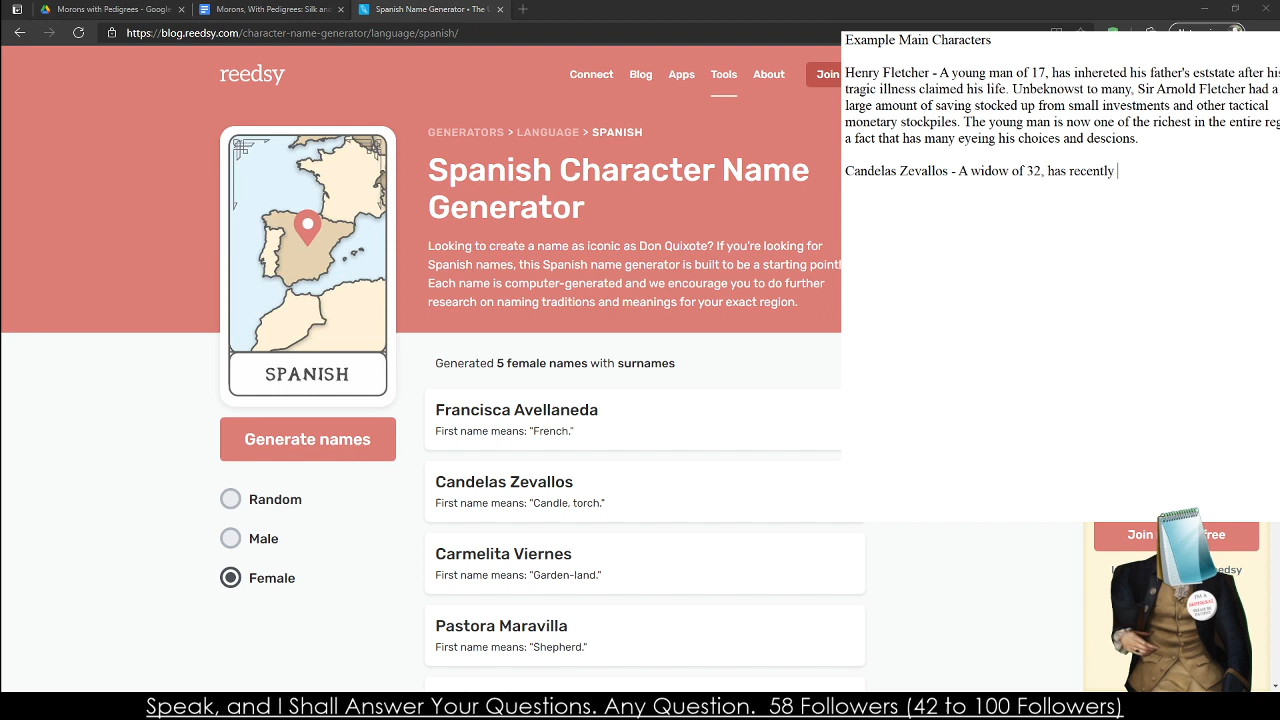 Morons with Pedigrees - Google
Morons, With Pedigrees: Silk and
Spanish Name Generator • The U
https://blog.reedsy.com/character-name-generator/language/spanish/
reedsy
Connect Blog Apps Tools About Join
GENERATORS > LANGUAGE > SPANISH
Spanish Character Name
Generator
Looking to create a name as iconic as Don Quixote? If you're looking for
Spanish names, this Spanish name generator is built to be a starting point!
Each name is computer-generated and we encourage you to do further
research on naming traditions and meanings for your exact region.
SPANISH
Generate names
Random
Male
Female
Generated 5 female names with surnames
Francisca Avellaneda
First name means: "French."
Candelas Zevallos
First name means: "Candle, torch."
Carmelita Viernes
First name means: "Garden-land."
Pastora Maravilla
First name means: "Shepherd."
Example Main Characters
Henry Fletcher - A young man of 17, has inhereted his father's eststate after his
tragic illness claimed his life. Unbeknowst to many, Sir Arnold Fletcher had a
large amount of saving stocked up from small investments and other tactical
monetary stockpiles. The young man is now one of the richest in the entire reg
a fact that has many eyeing his choices and descions.
Candelas Zevallos - A widow of 32, has recently
Join free
eedsy
I'M A
Speak, and I Shall Answer Your Questions. Any Question. 58 Followers (42 to 100 Followers)